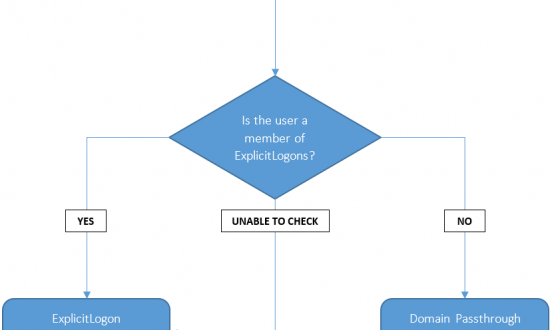 Is the user a
member of
ExplicitLogons?
YES
UNABLE TO CHECK
NO
ExplicitLogon
Domain Passthrough